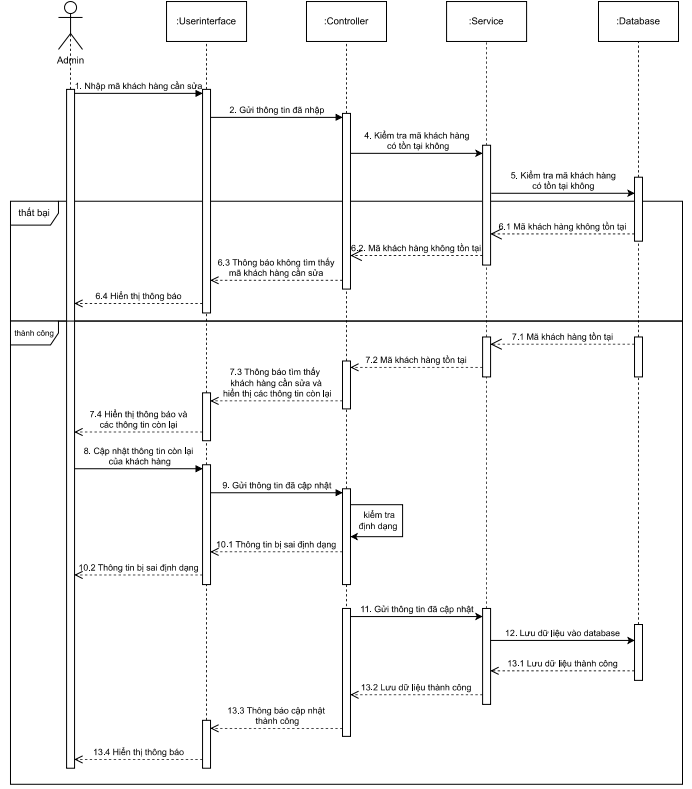 :Userinterface
:Controller
:Service
:Database
Admin
1. Nhập mã khách hàng cần sửa
2. Gửi thông tin đã nhập
4. Kiểm tra mã khách hàng
có tồn tại không
5. Kiểm tra mã khách hàng
có tồn tại không
thất bại
6.1 Mã khách hàng không tồn tại
6.2. Mã khách hàng không tồn tại
6.3 Thông báo không tìm thấy
mã khách hàng cần sửa
6.4 Hiển thị thông báo
thành công
7.1 Mã khách hàng tồn tại
7.2 Mã khách hàng tồn tại
7.3 Thông báo tìm thấy
khách hàng cần sửa và
hiển thị các thông tin còn lại
7.4 Hiển thị thông báo và
các thông tin còn lại
8. Cập nhật thông tin còn lại
của khách hàng
9. Gửi thông tin đã cập nhật
kiểm tra
định dạng
10.1 Thông tin bị sai định dạng
10.2 Thông tin bị sai định dạng
11. Gửi thông tin đã cập nhật
12. Lưu dữ liệu vào database
13.1 Lưu dữ liệu thành công
13.2 Lưu dữ liệu thành công
13.3 Thông báo cập nhật
thành công
13.4 Hiển thị thông báo